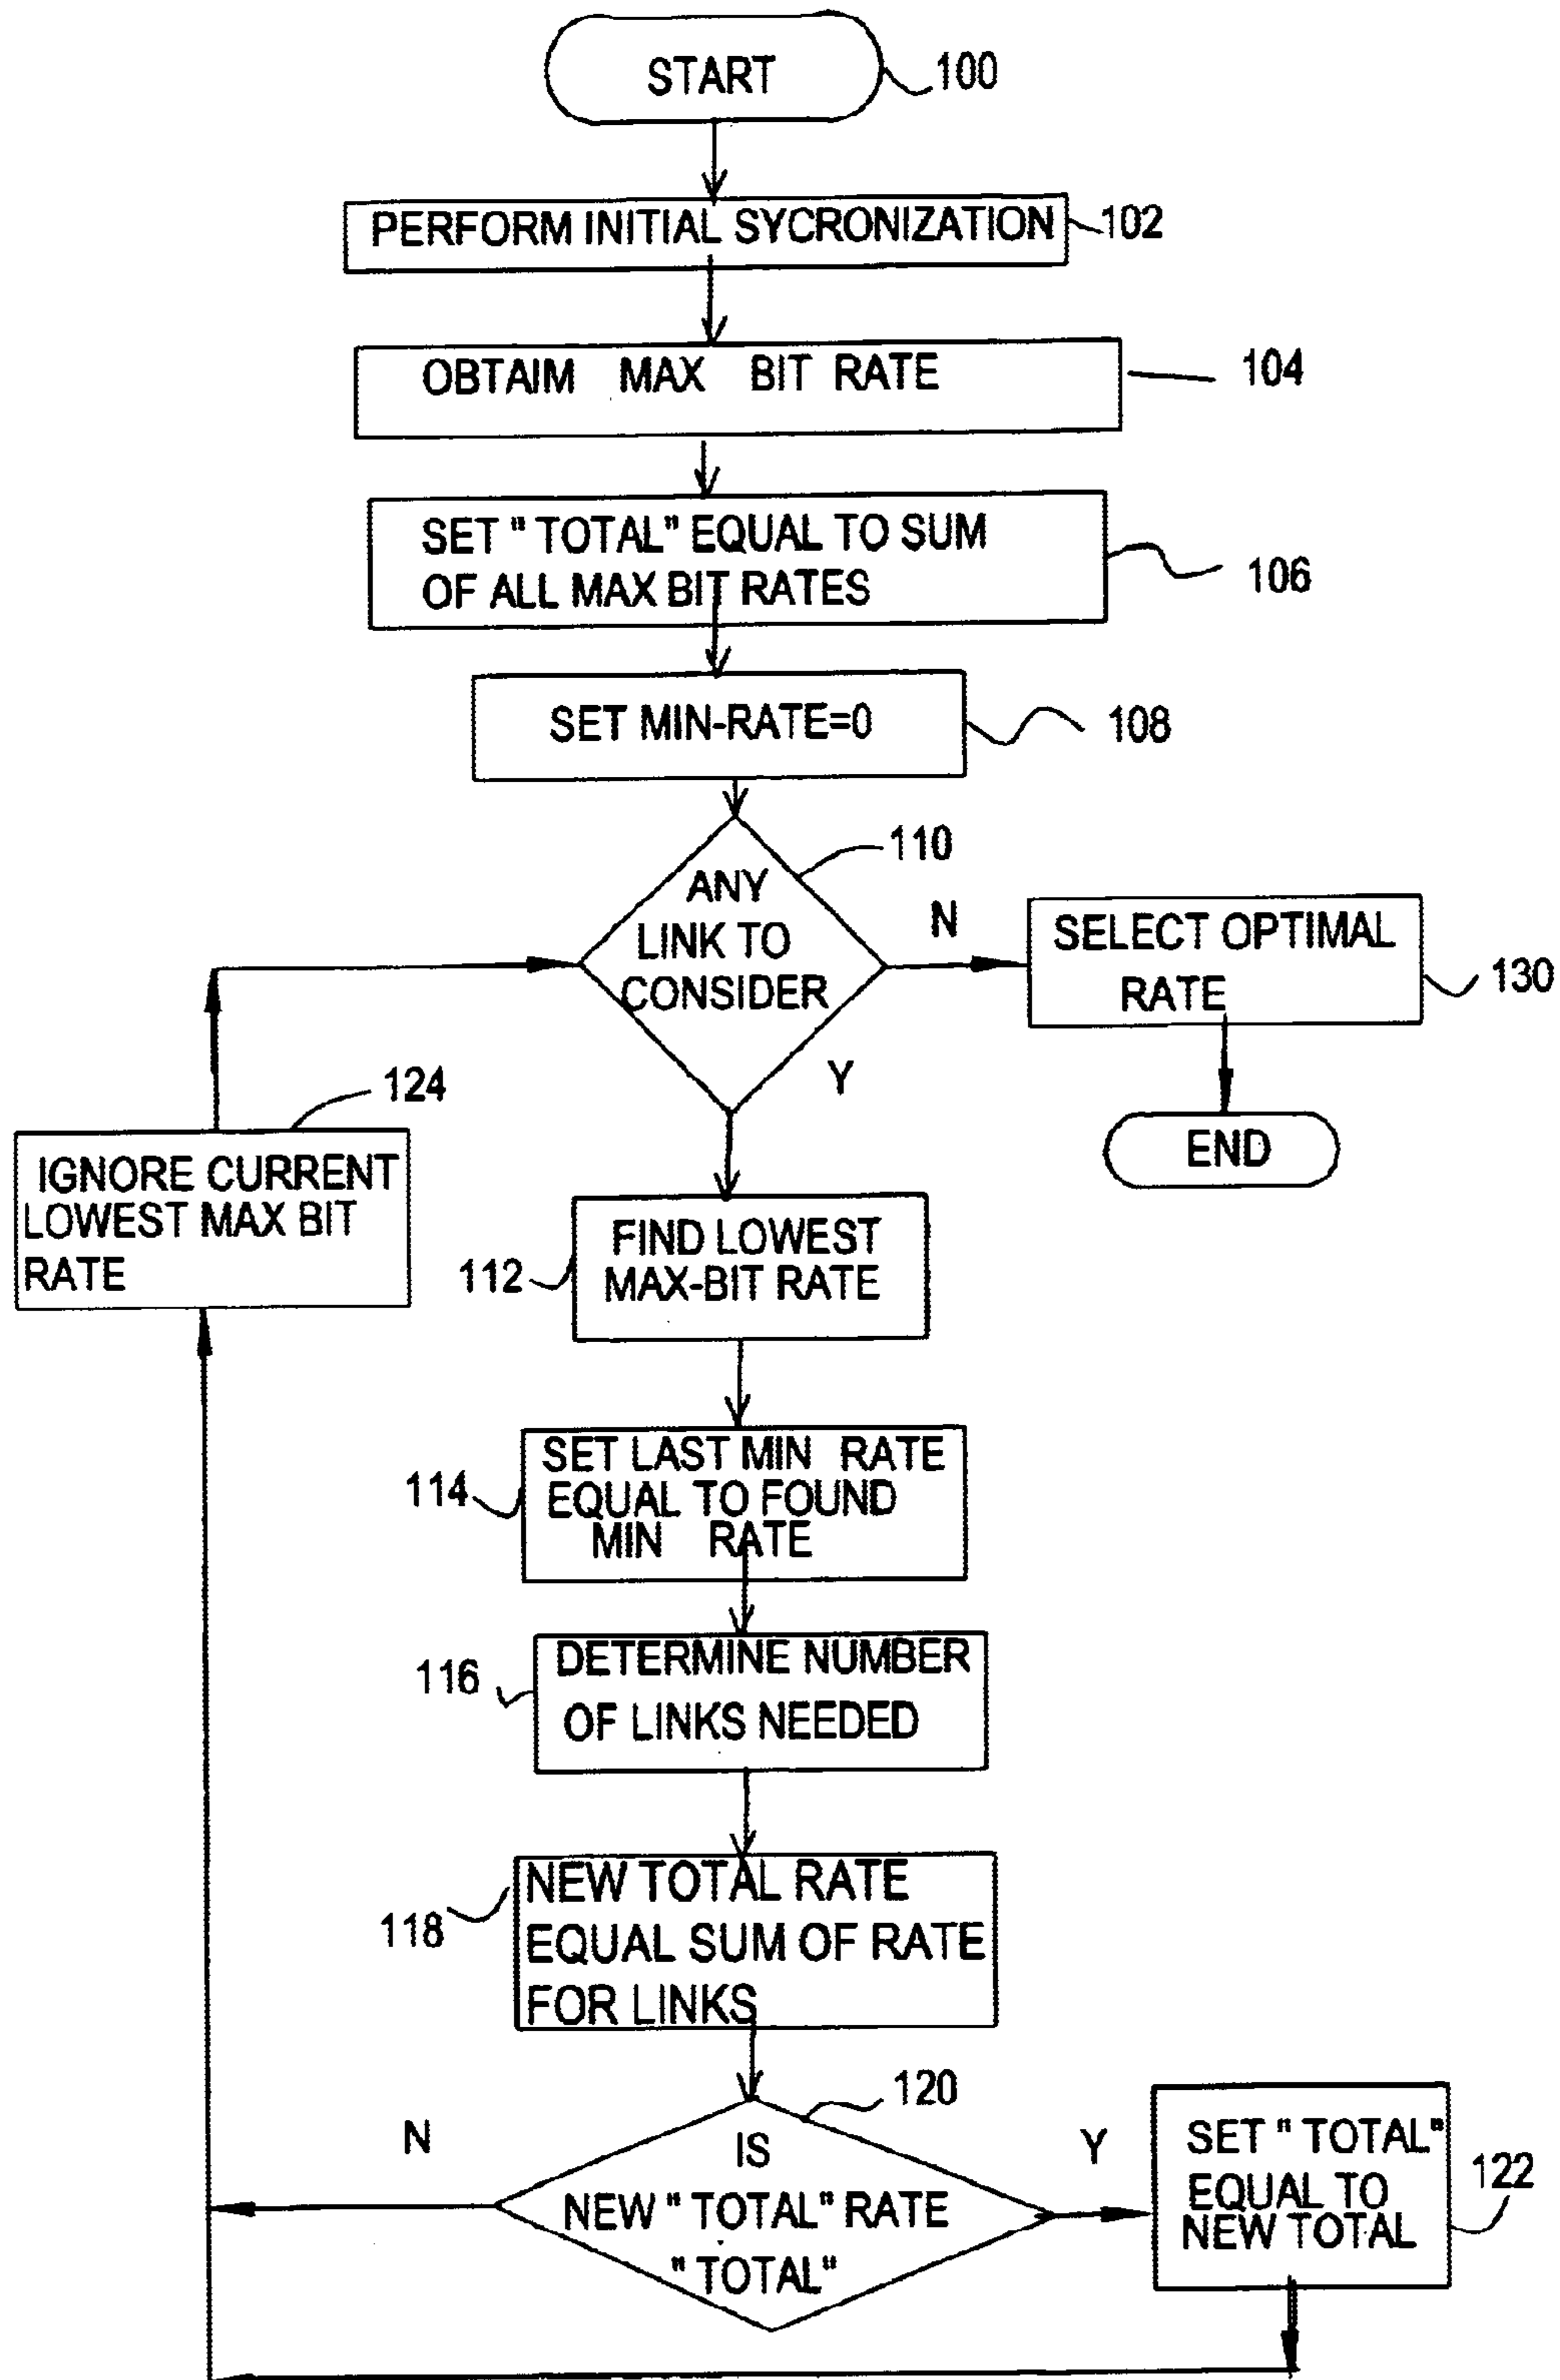 START
100
PERFORM INITIAL SYCRONIZATION
102
OBTAIM MAX BIT RATE
104
SET " TOTAL" EQUAL TO SUM
OF ALL MAX BIT RATES
106
SET MIN-RATE=0
108
110
ANY
LINK TO
CONSIDER
N
SELECT OPTIMAL
RATE
130
Y
END
124
IGNORE CURRENT
LOWEST MAX BIT
RATE
FIND LOWEST
MAX-BIT RATE
112
SET LAST MIN RATE
EQUAL TO FOUND
MIN RATE
114
DETERMINE NUMBER
OF LINKS NEEDED
116
NEW TOTAL RATE
EQUAL SUM OF RATE
FOR LINKS
118
120
N
IS
NEW " TOTAL" RATE
" TOTAL"
Y
SET " TOTAL"
EQUAL TO
NEW TOTAL
122